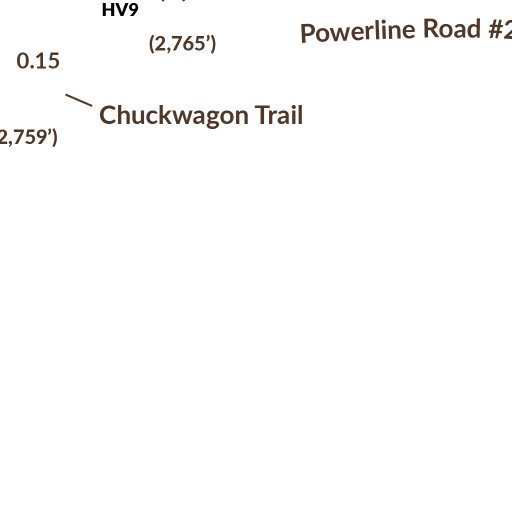 HV9
(2,765’)
Powerline Road #2
0.15
Chuckwagon Trail
2,759’)